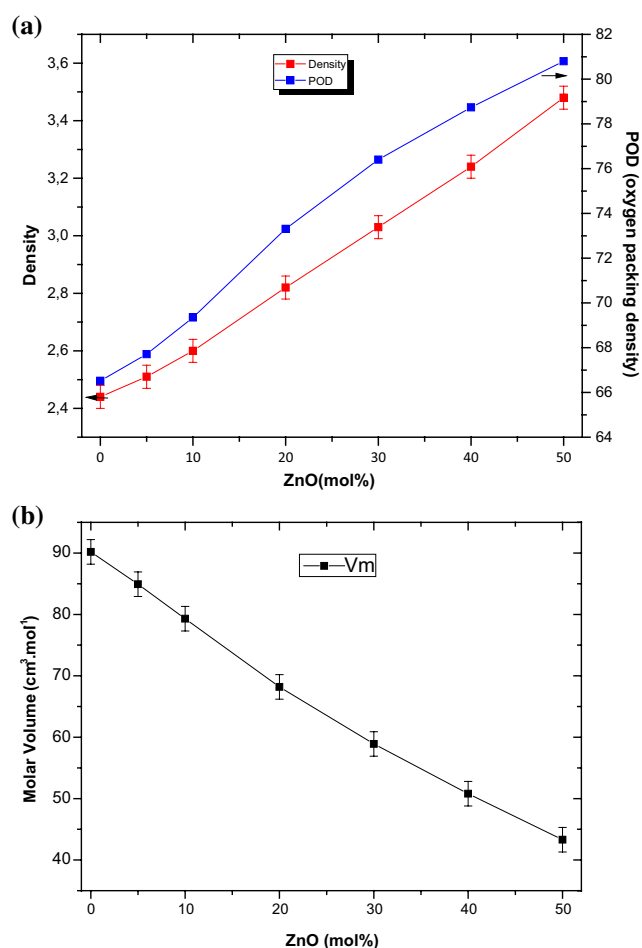 (a)
82
3,6
Density
POD
80
3,4
78
3,2
76
74
3,0
72
2,8
70
2,6
68
66
2,4
64
0 10 20 30 40 50
ZnO(mol%)
Density
POD (oxygen packing density)
(b)
90
Vm
80
70
60
50
40
0 10 20 30 40 50
ZnO (mol%)
Molar Volume (cm³.mol¹)